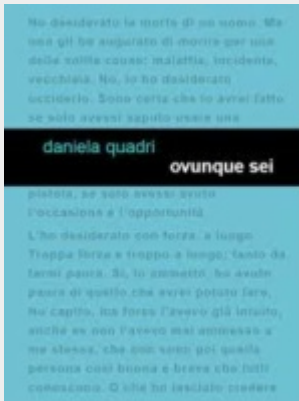 Ho desiderato la morte di un uomo. Ma
non gli ho augurato di morire per una
delle solite cause: malattia, incidente,
vecchiaia. No, io ho desiderato
ucciderlo. Sono certa che lo avrei fatto
se solo avessi saputo usare una
daniela quadri
ovunque sei
pistola, se solo avessi avuto
l'occasione e l'opportunità.
L'ho desiderato con forza, a lungo
Troppa forza e troppo a lungo, tanto da
farmi paura. Sì, lo ammetto, ho avuto
paura di quello che avrei potuto fare.
Ho capito, ma forse l'avevo già intuito,
anche se non l'avevo mai ammesso a
me stessa, che non sono poi quella
persona così buona e brava che tutti
conoscono. O che ho lasciato credere